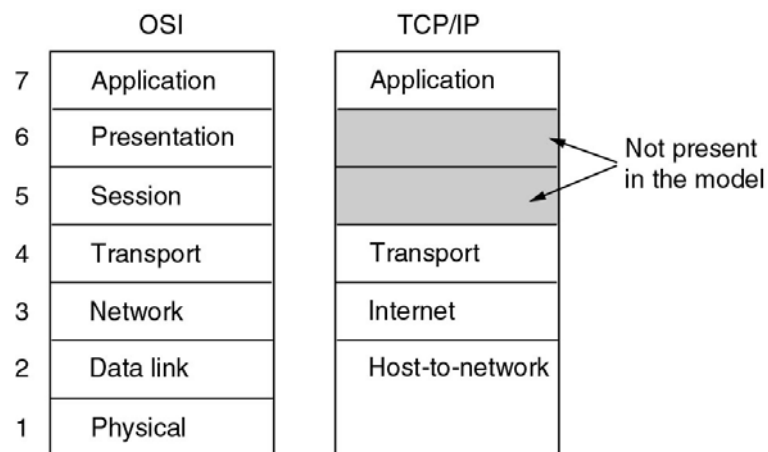 OSI TCP/IP
7 Application Application
6 Presentation
5 Session
Not present
in the model
4 Transport Transport
3 Network Internet
2 Data link Host-to-network
1 Physical